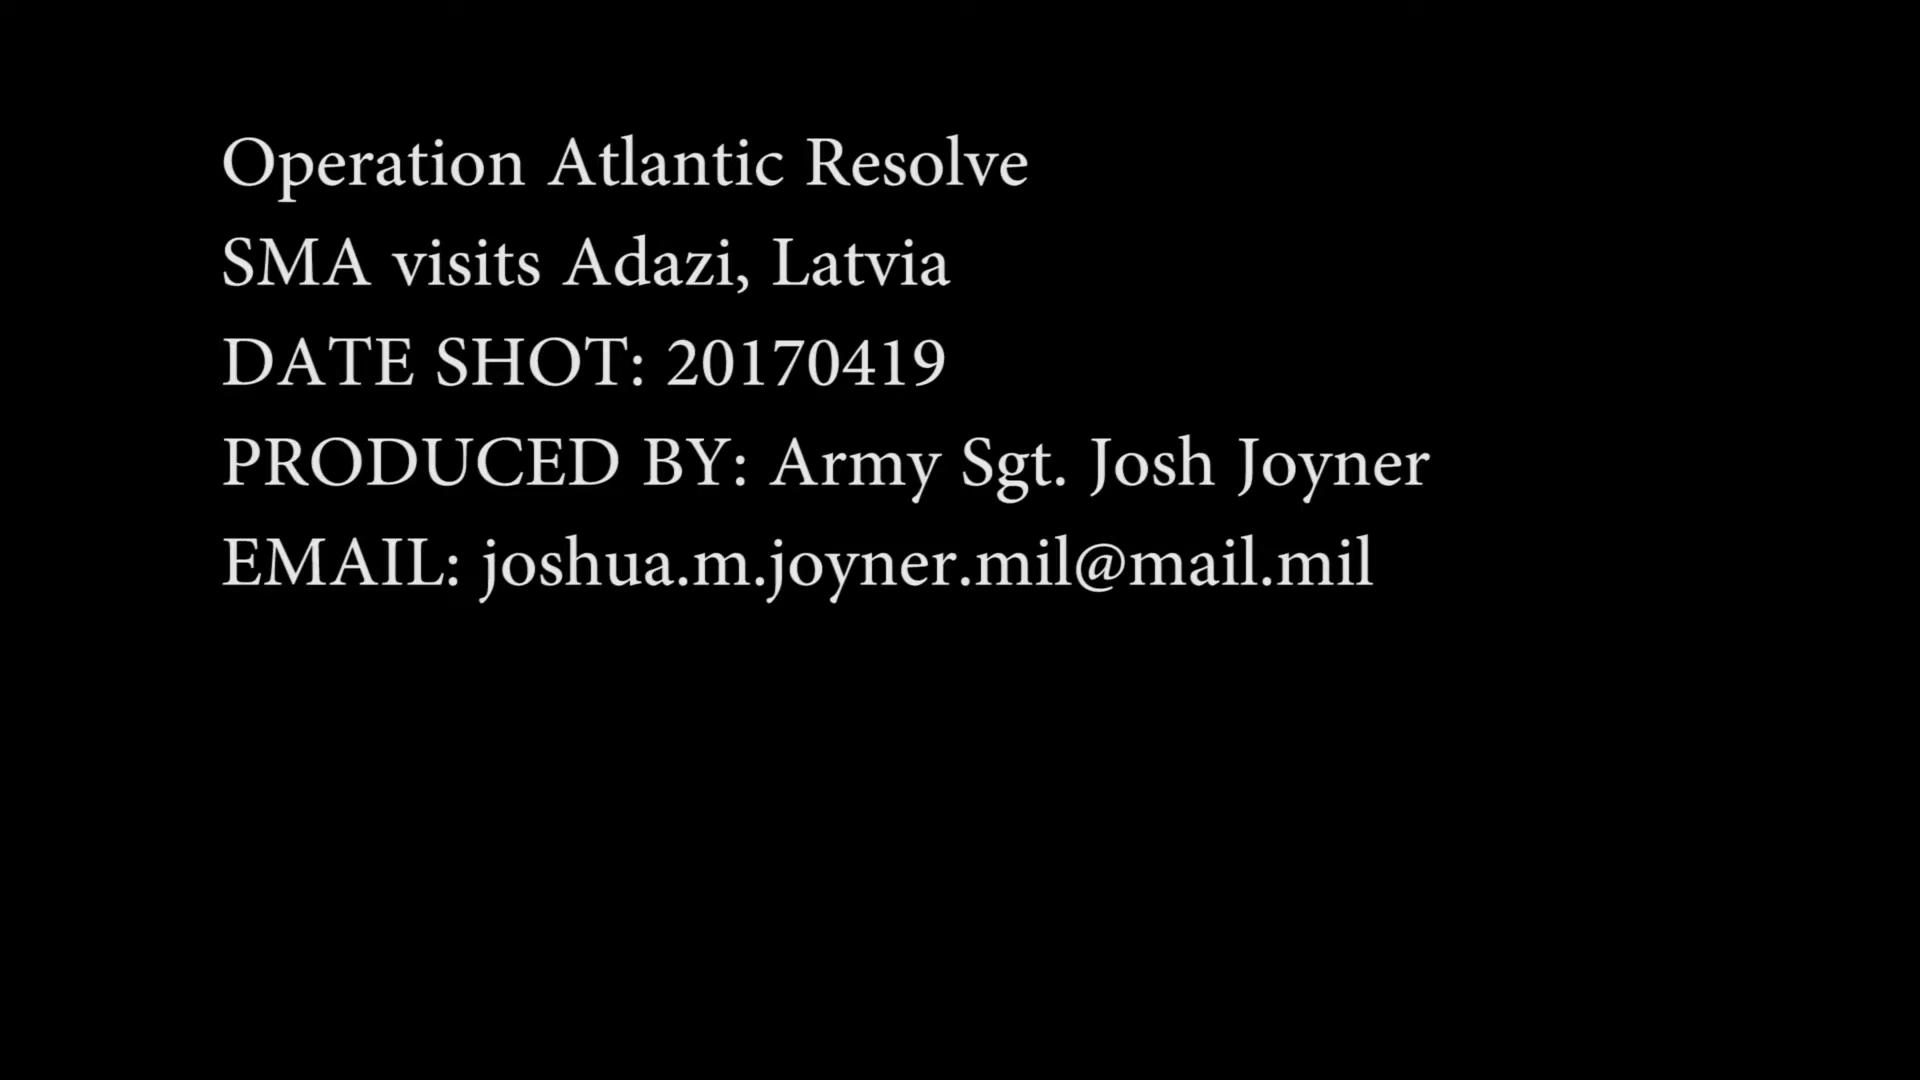 Operation Atlantic Resolve
SMA visits Adazi, Latvia
DATE SHOT: 20170419
PRODUCED BY: Army Sgt. Josh Joyner
EMAIL: joshua.m.joyner.mil@mail.mil